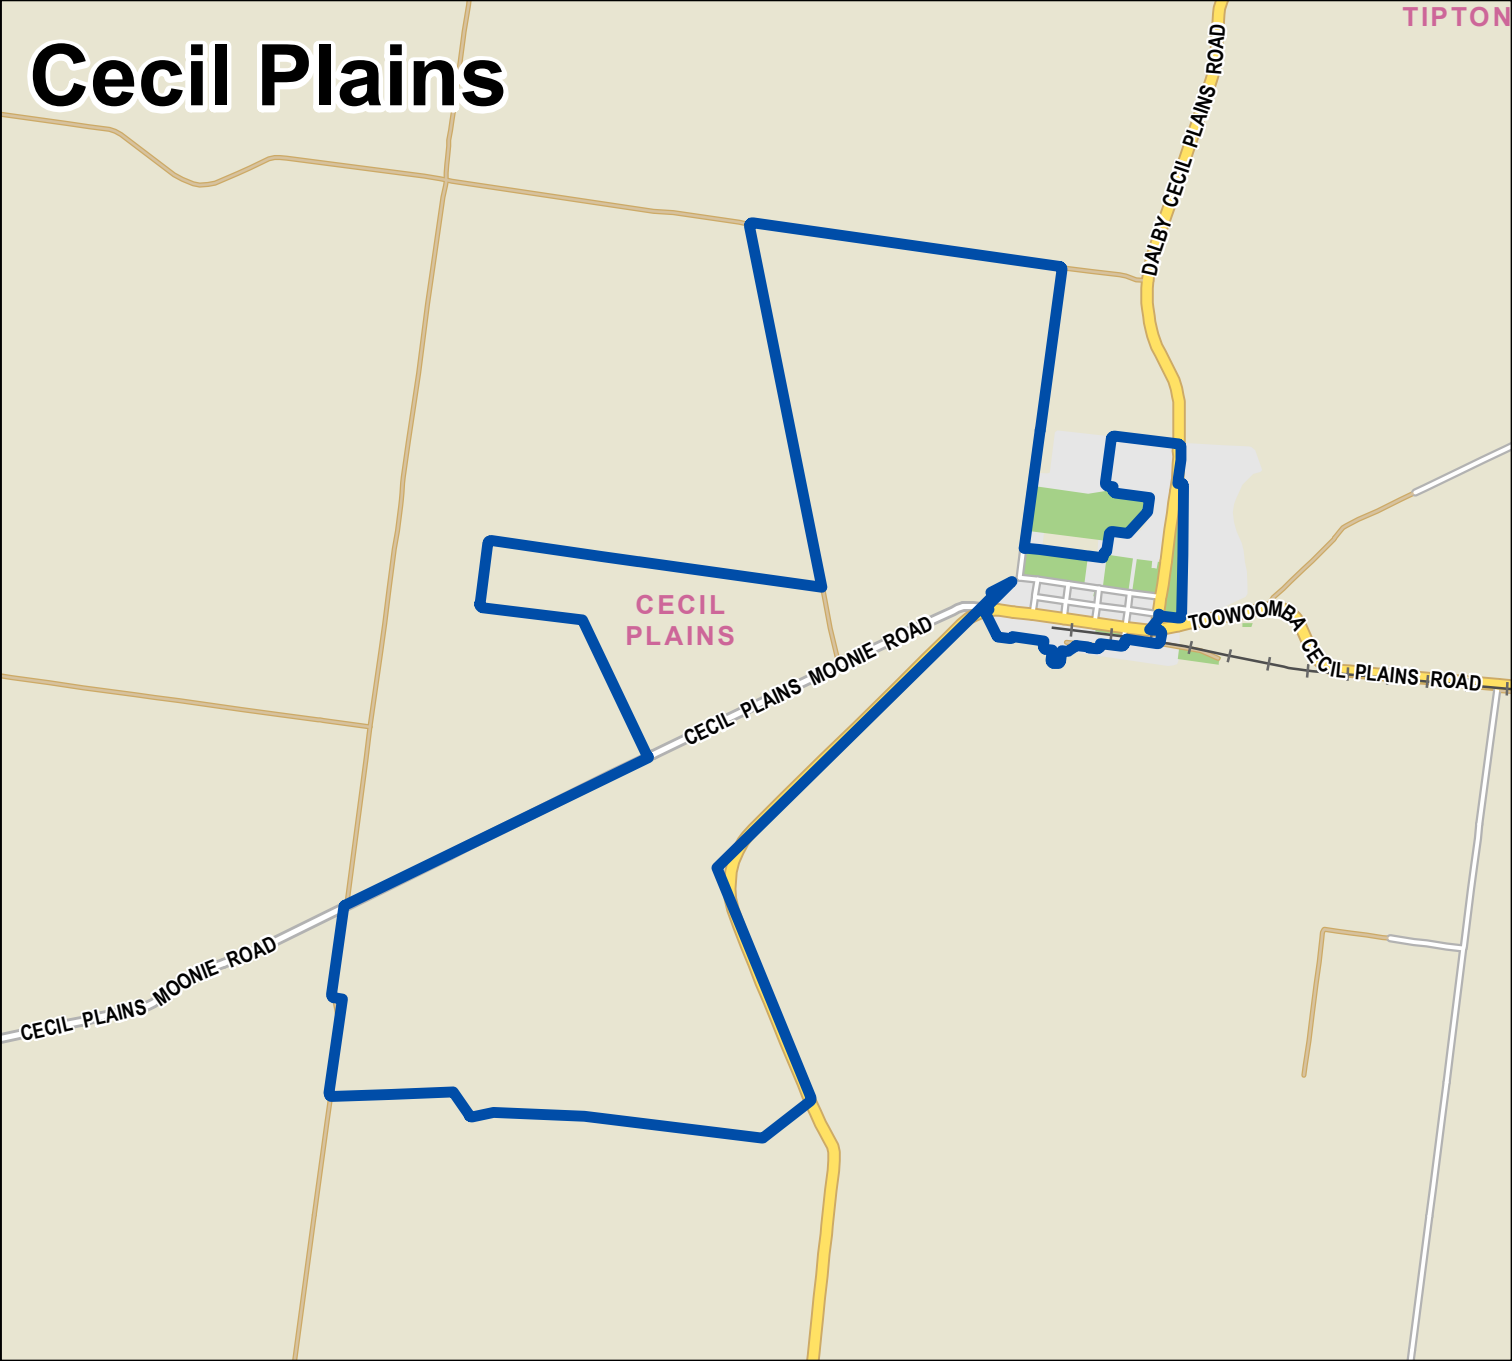 TIPTON
Cecil Plains
DALBY CECIL PLAINS ROAD
CECIL
PLAINS
TOOWOOMBA CECIL PLAINS ROAD
CECIL PLAINS MOONIE ROAD
CECIL PLAINS MOONIE ROAD